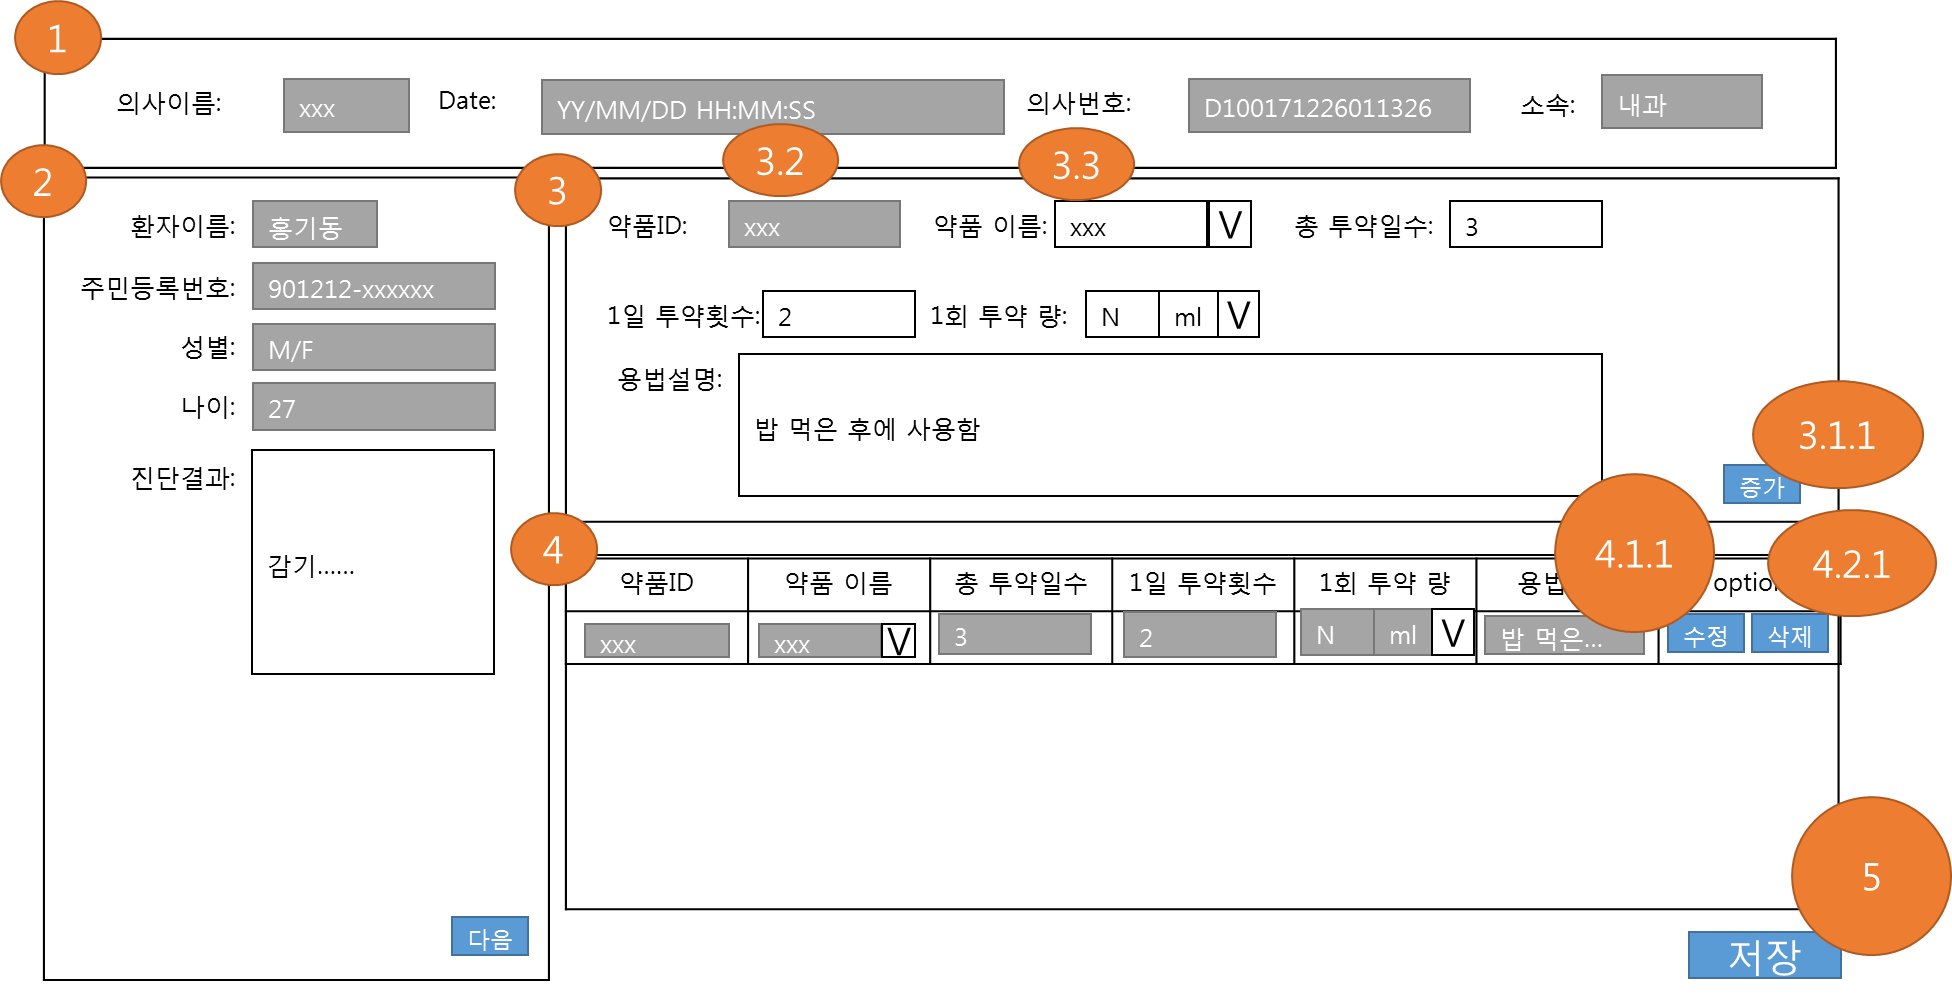 1
의사이름: xxx Date: YY/MM/DD HH:MM:SS 의사번호: D100171226011326 소속: 내과
2
환자이름: 홍기동
주민등록번호: 901212-xxxxxx
성별: M/F
나이: 27
진단결과:
감기......
다음
3 3.2 3.3
약품ID: xxx 약품 이름: xxx V 총 투약일수: 3
1일 투약횟수: 2 1회 투약 량: N ml V
용법설명:
밥 먹은 후에 사용함
3.1.1
증가
4 4.1.1 4.2.1
약품ID 약품 이름 총 투약일수 1일 투약횟수 1회 투약 량
xxx xxx V 3 2 N ml V 밥 먹은... 수정 삭제
5
저장